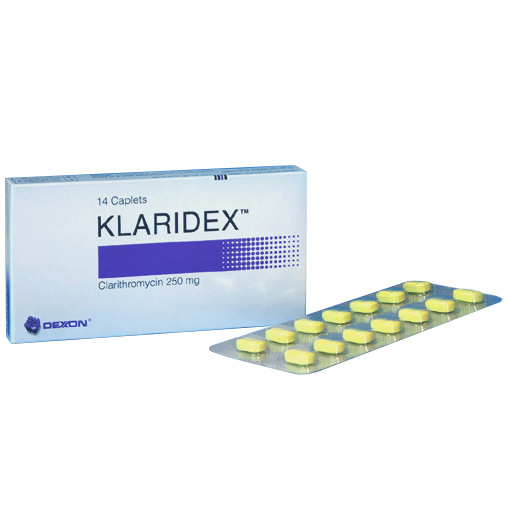 14 Caplets
KLARIDEX™
Clarithromycin 250 mg
DEXON®